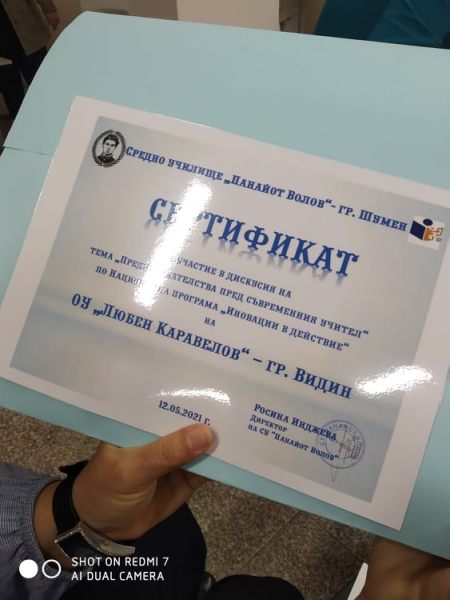 Средно училище „Панайот Волов“ – гр. Шумен
СЕРТИФИКАТ
участие в дискусия на
тема „Предизвикателства пред съвременния учител“
по Национална програма „Иновации в действие“
на
ОУ „Любен Каравелов“ – гр. Видин
12.05.2021 г.
Росина Инджева
Директор
на СУ "Панайот Волов"
SHOT ON REDMI 7
AI DUAL CAMERA